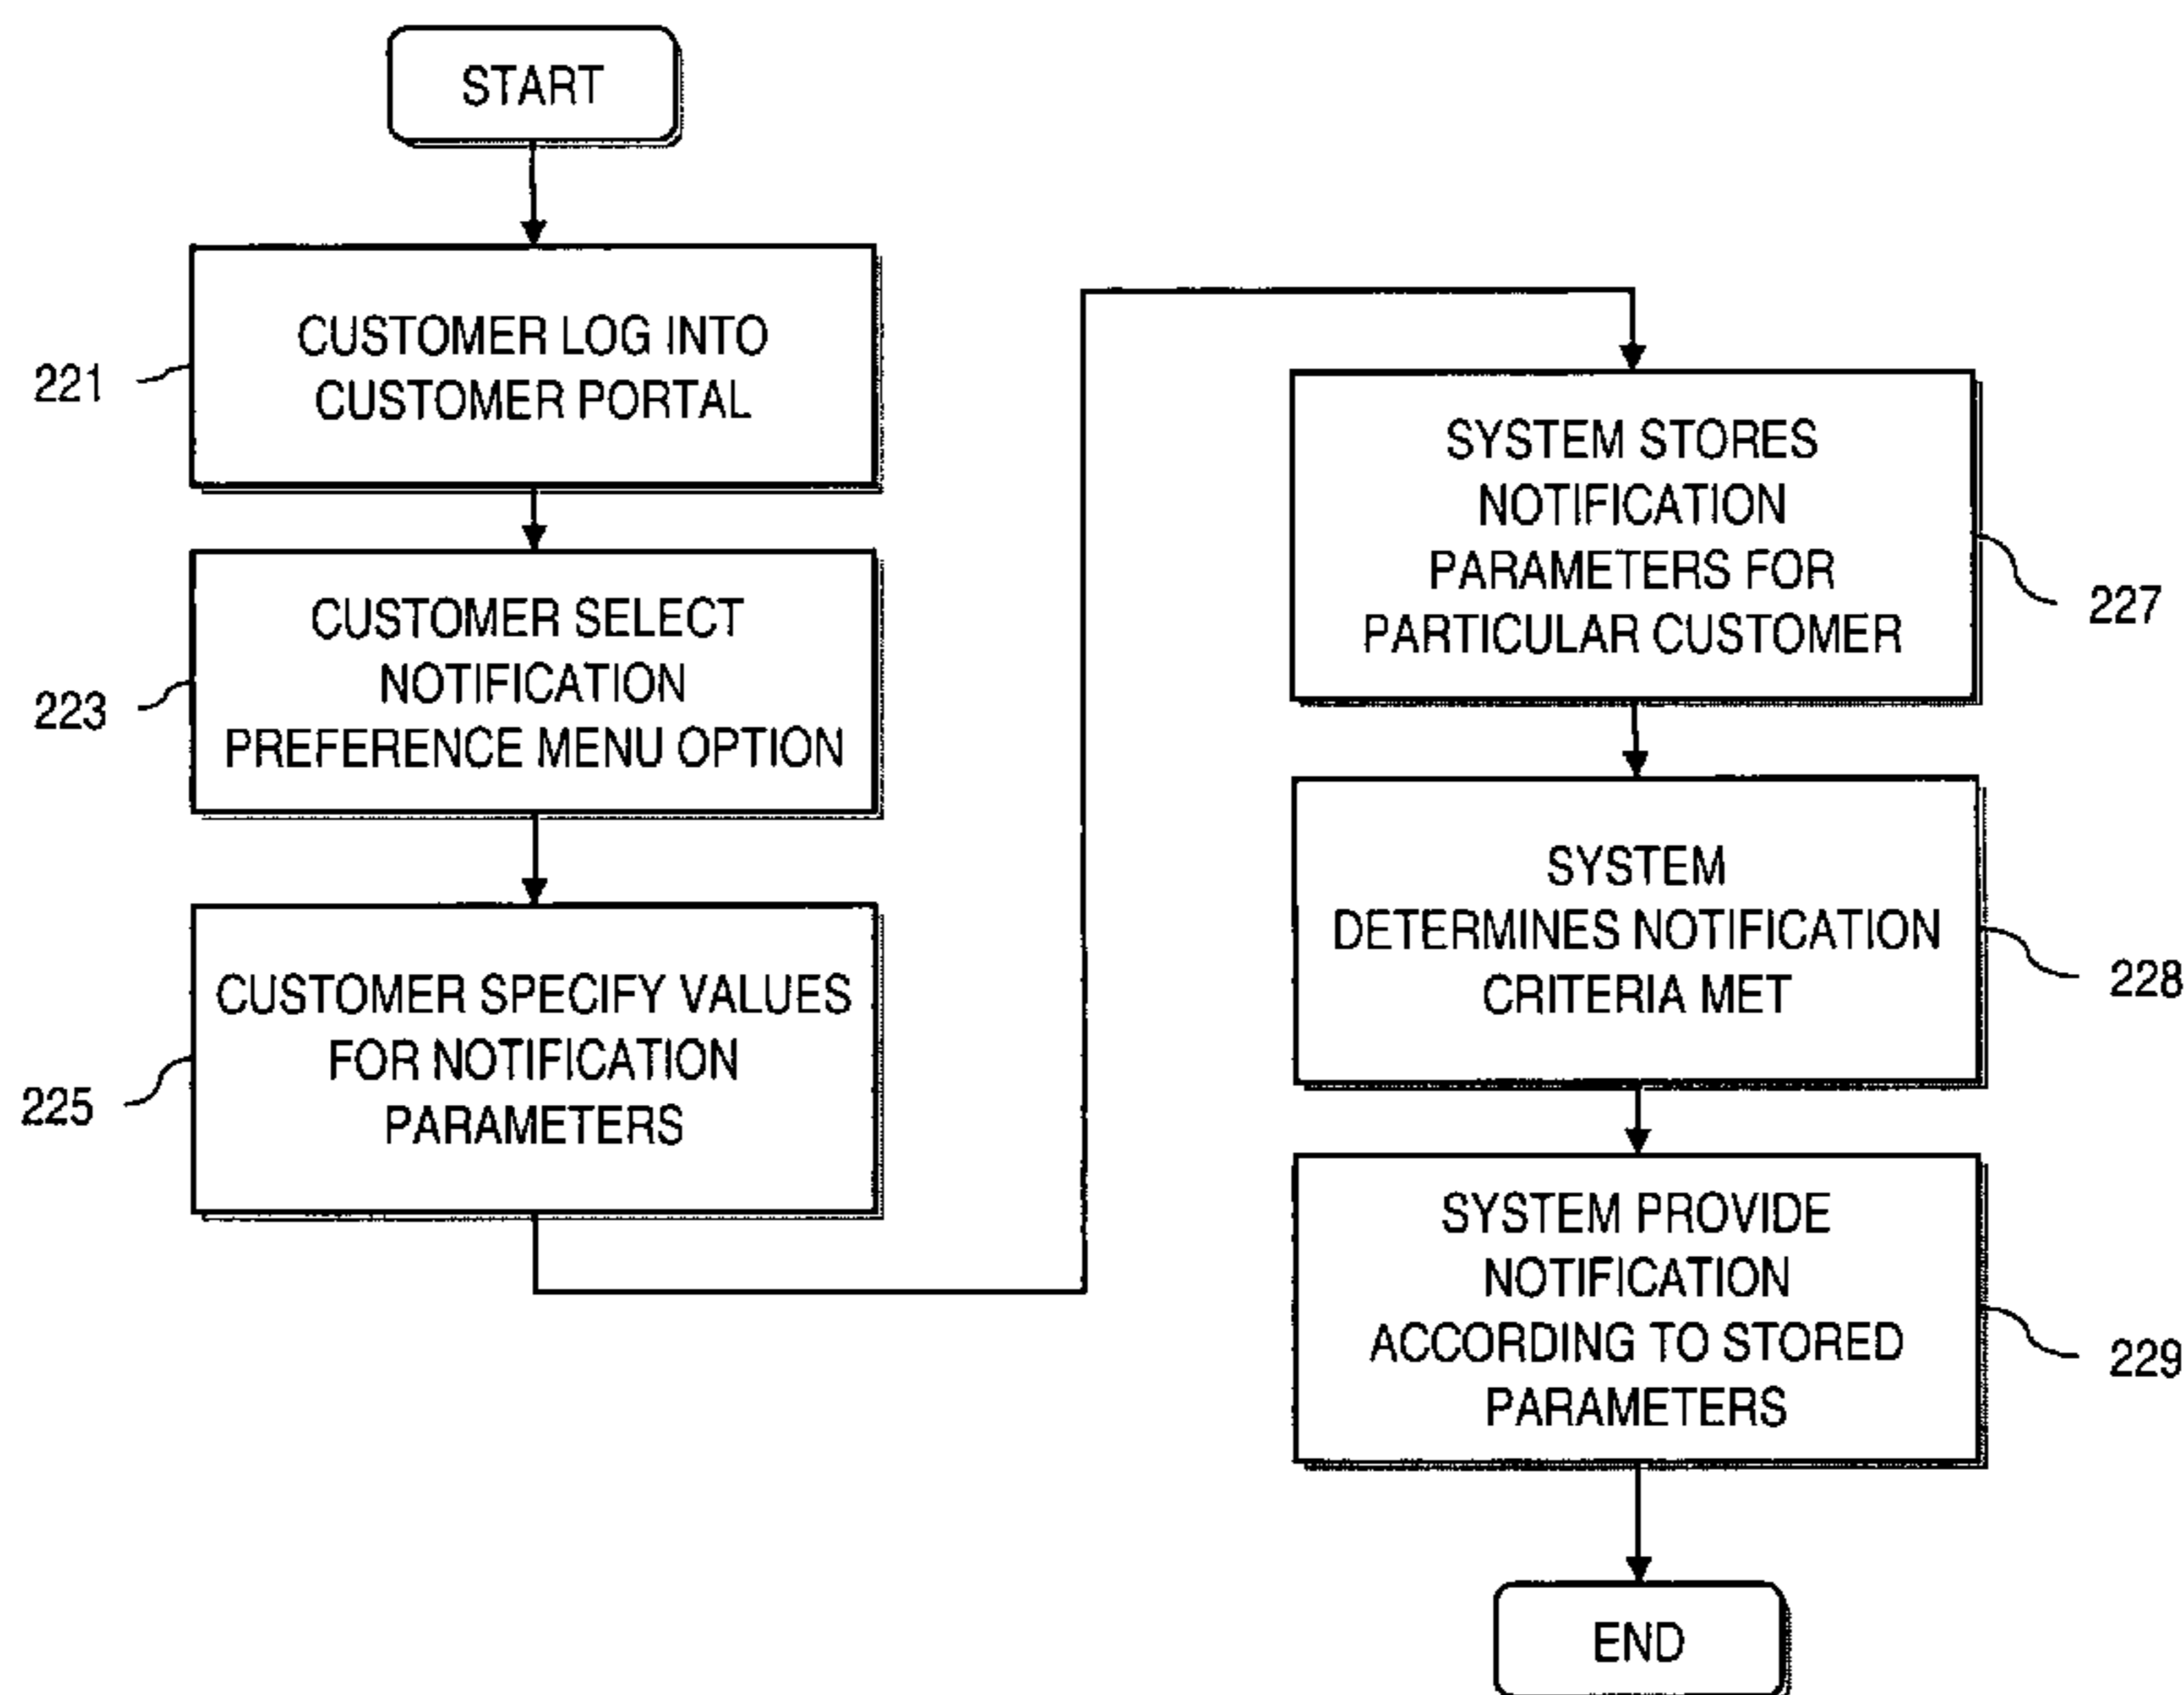 START
221
CUSTOMER LOG INTO
CUSTOMER PORTAL
223
CUSTOMER SELECT
NOTIFICATION
PREFERENCE MENU OPTION
225
CUSTOMER SPECIFY VALUES
FOR NOTIFICATION
PARAMETERS
SYSTEM STORES
NOTIFICATION
PARAMETERS FOR
PARTICULAR CUSTOMER
227
SYSTEM
DETERMINES NOTIFICATION
CRITERIA MET
228
SYSTEM PROVIDE
NOTIFICATION
ACCORDING TO STORED
PARAMETERS
229
END